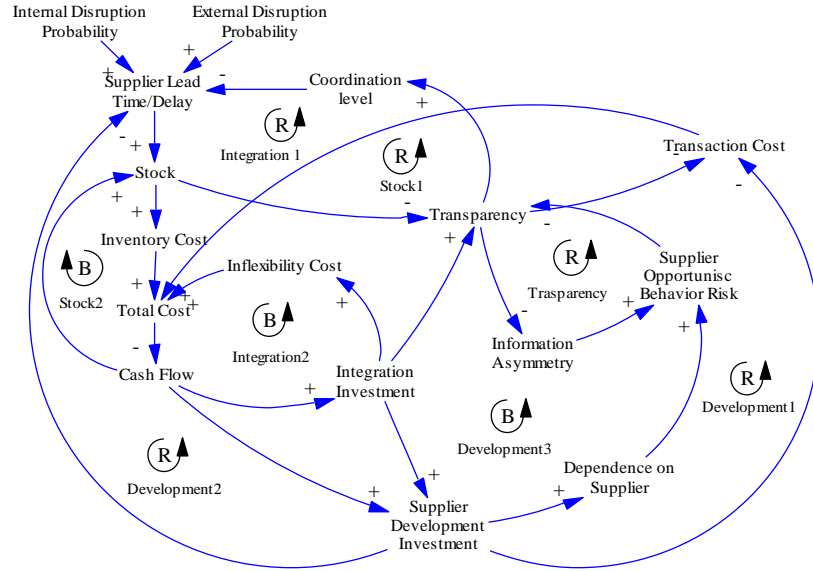 Internal Disruption
Probability
External Disruption
Probability
+
+
Supplier Lead
Time/Delay
-
Coordination
level
+
-
+
R
Integration 1
R
Stock1
Transaction Cost
-
-
Stock
+
+
-
Transparency
+
-
Inventory Cost
B
Stock2
+
Inflexibility Cost
+
R
Trasparency
Supplier
Opportunisc
Behavior Risk
+
+
Total Cost
+
B
Integration2
-
Information
Asymmetry
-
Cash Flow
+
Integration
Investment
R
Development1
B
Development3
R
Development2
+
+
+
Dependence on
Supplier
Supplier
Development
Investment